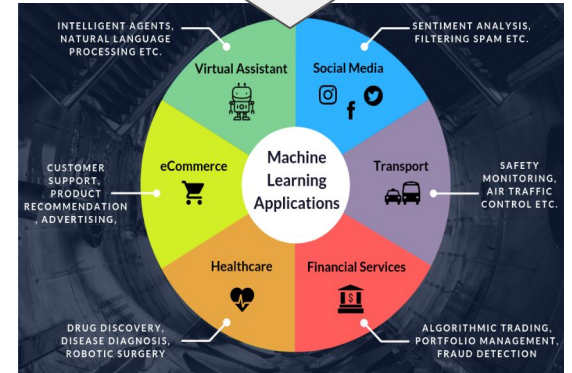 INTELLIGENT AGENTS,
NATURAL LANGUAGE
PROCESSING ETC.
SENTIMENT ANALYSIS,
FILTERING SPAM ETC.
Virtual Assistant
Social Media
f
CUSTOMER
SUPPORT,
PRODUCT
RECOMMENDATION
, ADVERTISING,
eCommerce
Machine
Learning
Applications
Transport
SAFETY
MONITORING,
AIR TRAFFIC
CONTROL ETC.
Healthcare
Financial Services
$
DRUG DISCOVERY,
DISEASE DIAGNOSIS,
ROBOTIC SURGERY
ALGORITHMIC TRADING,
PORTFOLIO MANAGEMENT,
FRAUD DETECTION